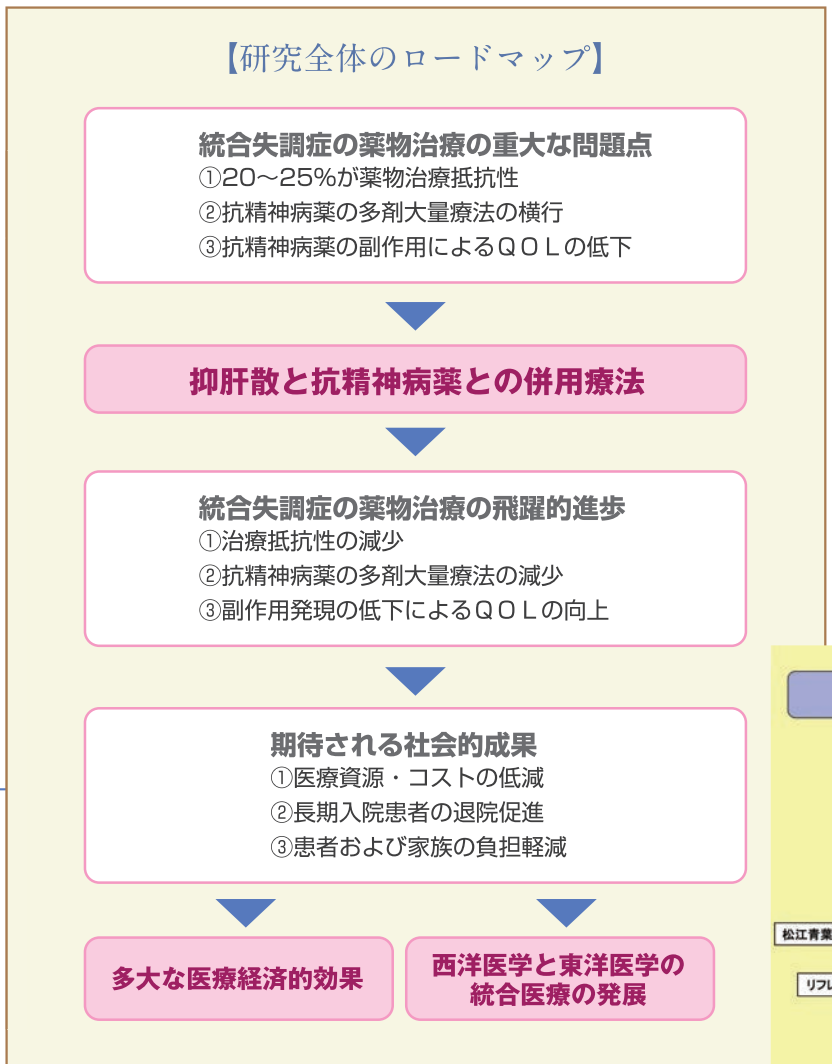 【研究全体のロードマップ】
統合失調症の薬物治療の重大な問題点
①20〜25%が薬物治療抵抗性
②抗精神病薬の多剤大量療法の横行
③抗精神病薬の副作用によるＱＯＬの低下
抑肝散と抗精神病薬との併用療法
統合失調症の薬物治療の飛躍的進歩
①治療抵抗性の減少
②抗精神病薬の多剤大量療法の減少
③副作用発現の低下によるＱＯＬの向上
期待される社会的成果
①医療資源・コストの低減
②長期入院患者の退院促進
③患者および家族の負担軽減
多大な医療経済的効果
西洋医学と東洋医学の
統合医療の発展
松江青葉
リフレ